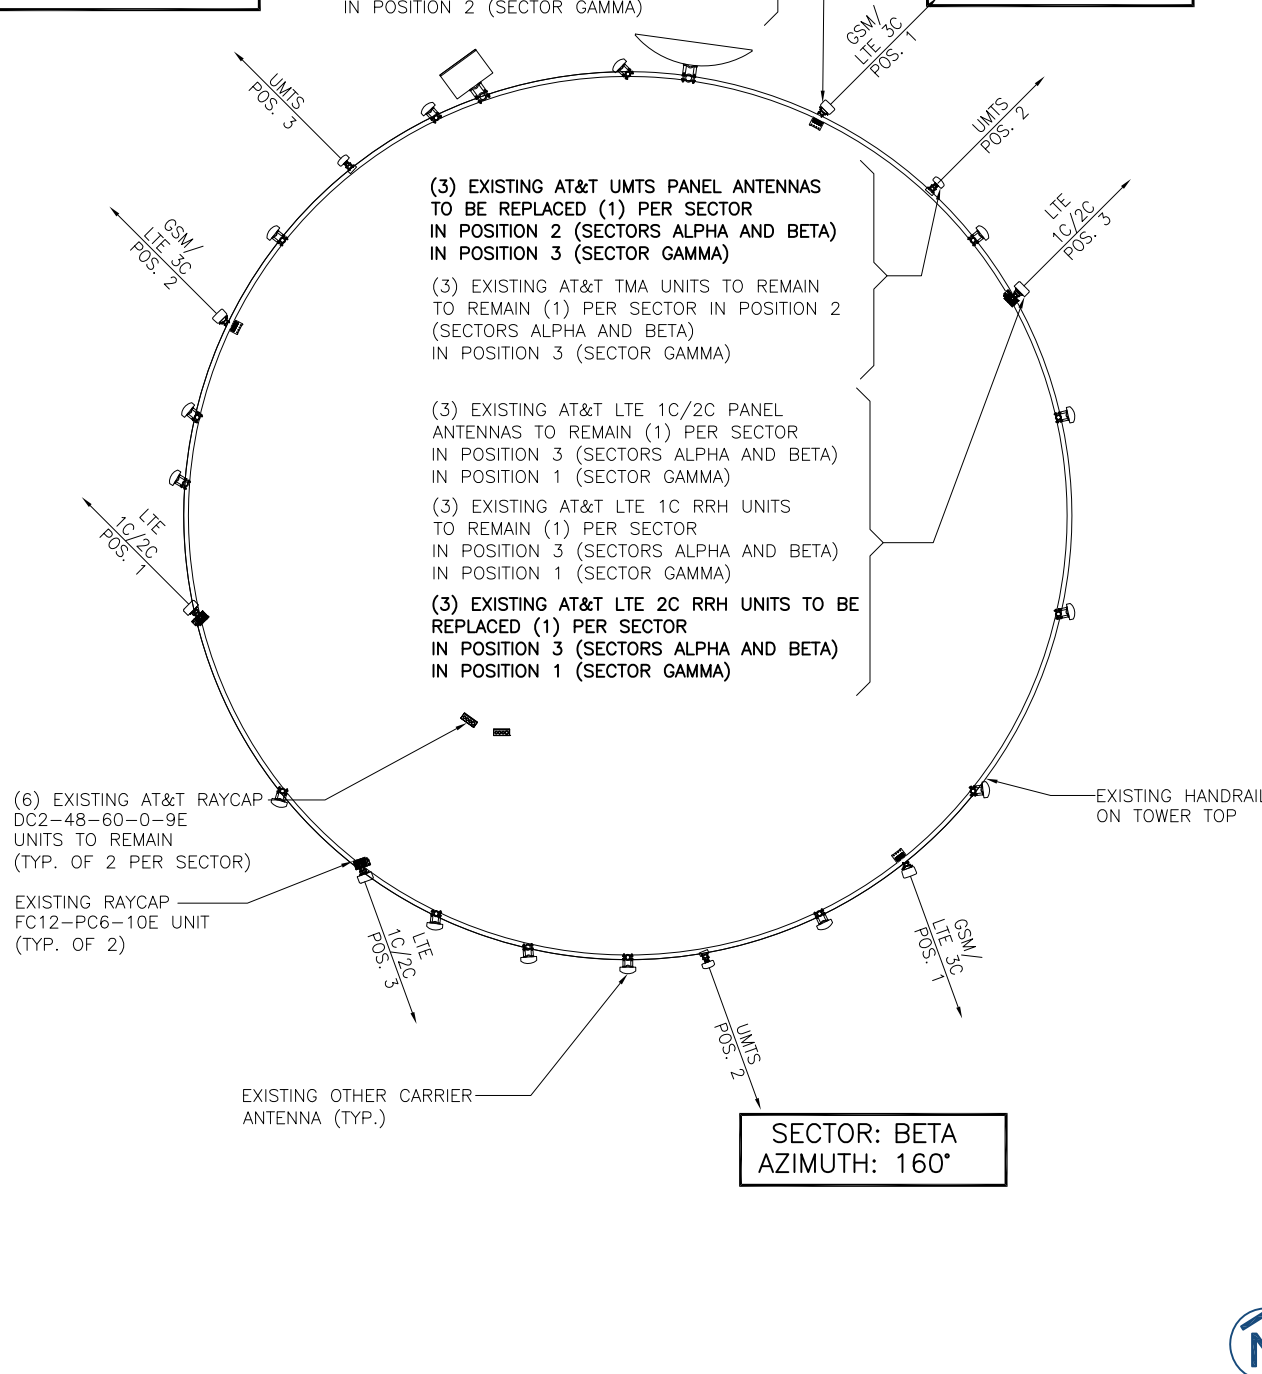 IN POSITION 2 (SECTOR GAMMA)
GSM/
LTE 3C
POS. 1
UMTS
POS. 3
UMTS
POS. 2
LTE
1C/2C
POS. 3
GSM/
LTE 3C
POS. 2
(3) EXISTING AT&T UMTS PANEL ANTENNAS
TO BE REPLACED (1) PER SECTOR
IN POSITION 2 (SECTORS ALPHA AND BETA)
IN POSITION 3 (SECTOR GAMMA)
(3) EXISTING AT&T TMA UNITS TO REMAIN
TO REMAIN (1) PER SECTOR IN POSITION 2
(SECTORS ALPHA AND BETA)
IN POSITION 3 (SECTOR GAMMA)
(3) EXISTING AT&T LTE 1C/2C PANEL
ANTENNAS TO REMAIN (1) PER SECTOR
IN POSITION 3 (SECTORS ALPHA AND BETA)
IN POSITION 1 (SECTOR GAMMA)
(3) EXISTING AT&T LTE 1C RRH UNITS
TO REMAIN (1) PER SECTOR
IN POSITION 3 (SECTORS ALPHA AND BETA)
IN POSITION 1 (SECTOR GAMMA)
(3) EXISTING AT&T LTE 2C RRH UNITS TO BE
REPLACED (1) PER SECTOR
IN POSITION 3 (SECTORS ALPHA AND BETA)
IN POSITION 1 (SECTOR GAMMA)
LTE
1C/2C
POS. 1
(6) EXISTING AT&T RAYCAP
DC2-48-60-0-9E
UNITS TO REMAIN
(TYP. OF 2 PER SECTOR)
EXISTING RAYCAP
FC12-PC6-10E UNIT
(TYP. OF 2)
EXISTING HANDRAIL
ON TOWER TOP
LTE
1C/2C
POS. 3
GSM/
LTE 3C
POS. 1
UMTS
POS. 2
EXISTING OTHER CARRIER
ANTENNA (TYP.)
SECTOR: BETA
AZIMUTH: 160°